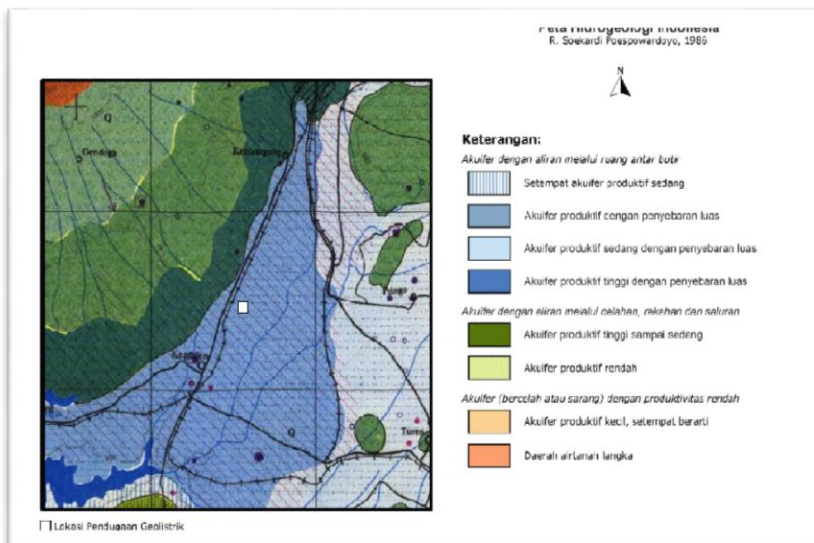 Peta Hidrogeologi Indonesia
R. Soekardi Poespowardoyo, 1986
N
Keterangan:
Akuifer dengan aliran melalui ruang antar butir
Setempat akuifer produktif sedang
Akuifer produktif dengan penyebaran luas
Akuifer produktif sedang dengan penyebaran luas
Akuifer produktif tinggi dengan penyebaran luas
Akuifer dengan aliran melalui celahan, rekahan dan saluran
Akuifer produktif tinggi sampai sedang
Akuifer produktif rendah
Akuifer (bercelah atau sarang) dengan produktivitas rendah
Akuifer produktif kecil, setempat berarti
Daerah airtanah langka
Q
Gendoga
Q
Turen
Lokasi Pendugaan Geolistrik